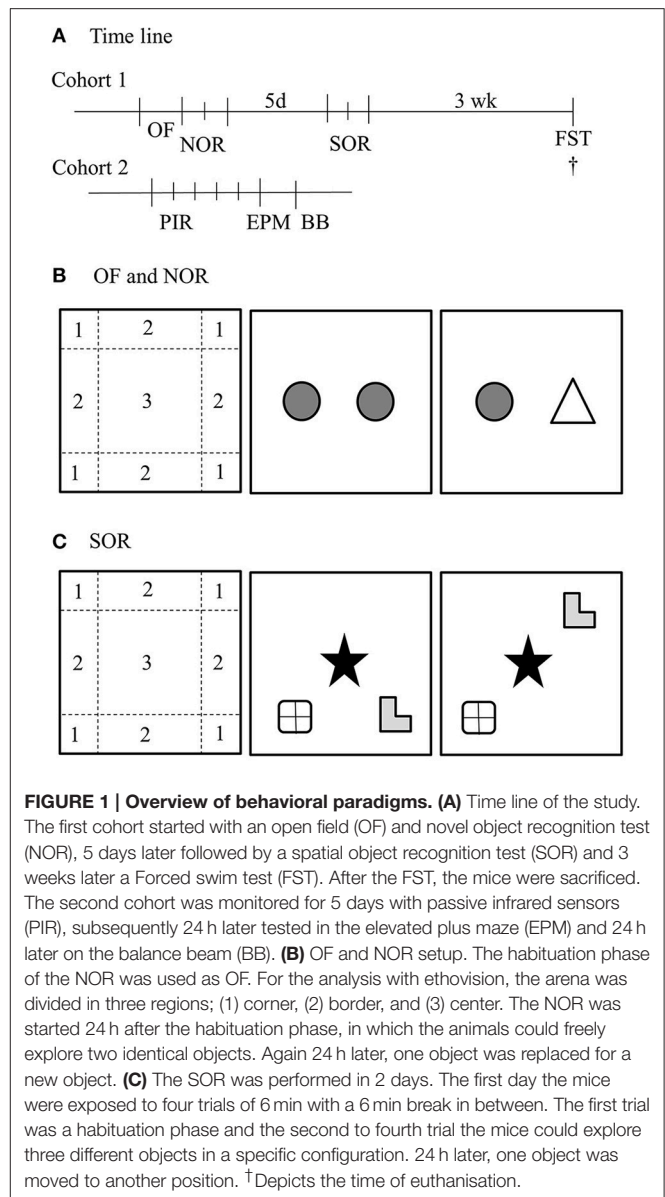 A Time line
Cohort 1
5d 3 wk
OF NOR SOR FST
†
Cohort 2
PIR EPM BB
B OF and NOR
1 2 1
2 3 2
1 2 1
C SOR
1 2 1
2 3 2
1 2 1
FIGURE 1 | Overview of behavioral paradigms. (A) Time line of the study.
The first cohort started with an open field (OF) and novel object recognition test
(NOR), 5 days later followed by a spatial object recognition test (SOR) and 3
weeks later a Forced swim test (FST). After the FST, the mice were sacrificed.
The second cohort was monitored for 5 days with passive infrared sensors
(PIR), subsequently 24 h later tested in the elevated plus maze (EPM) and 24 h
later on the balance beam (BB). (B) OF and NOR setup. The habituation phase
of the NOR was used as OF. For the analysis with ethovision, the arena was
divided in three regions; (1) corner, (2) border, and (3) center. The NOR was
started 24 h after the habituation phase, in which the animals could freely
explore two identical objects. Again 24 h later, one object was replaced for a
new object. (C) The SOR was performed in 2 days. The first day the mice
were exposed to four trials of 6 min with a 6 min break in between. The first trial
was a habituation phase and the second to fourth trial the mice could explore
three different objects in a specific configuration. 24 h later, one object was
moved to another position. †Depicts the time of euthanisation.